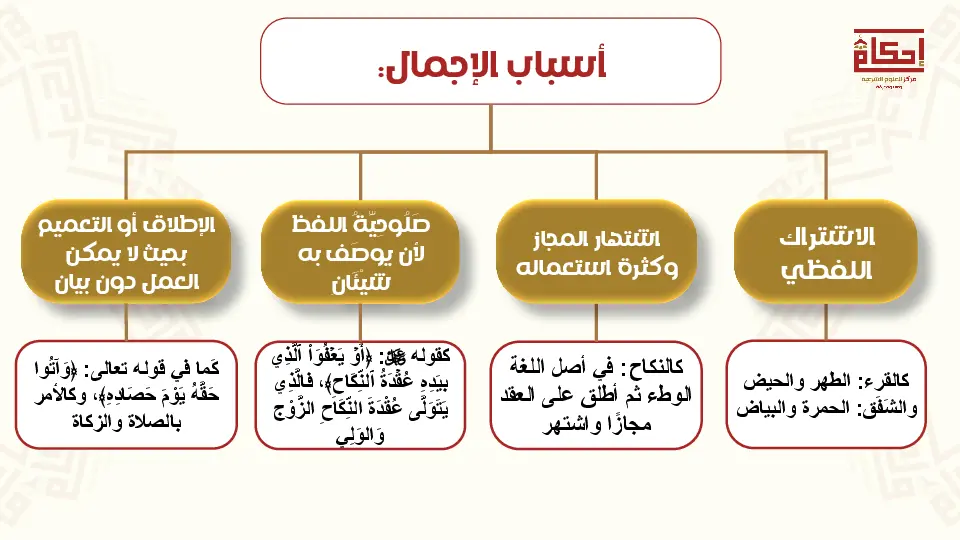 أسباب الإجمال:
إحكام
مركز للعلوم الشرعية
الاشتراك
اللفظي
كالقرء: الطهر والحيض
والشَفَق: الحمرة والبياض
اشتهار المجاز
وكثرة استعماله
كالنكاح: في أصل اللغة
الوطء ثم أُطلق على العقد
مجازًا واشتهر
صَلُوحِيَّةُ اللفظ
لأن يوصَف به
شيئَان
كقوله ﷻ: ﴿أَوْ يَعْفُوَا۟ ٱلَّذِي
بِيَدِهِ عُقْدَةُ ٱلنِّكَاحِ﴾، فالَّذِي
يَتَوَلَّى عُقْدَةَ النِّكَاحِ الزَّوْج
وَالوَلِي
الإطلاق أو التعميم
بحيث لا يمكن
العمل دون بيان
كَما في قوله تعالى: ﴿وَآتُوا
حَقَّهُ يَوْمَ حَصَادِهِ﴾، وكالأمر
بالصلاة والزكاة